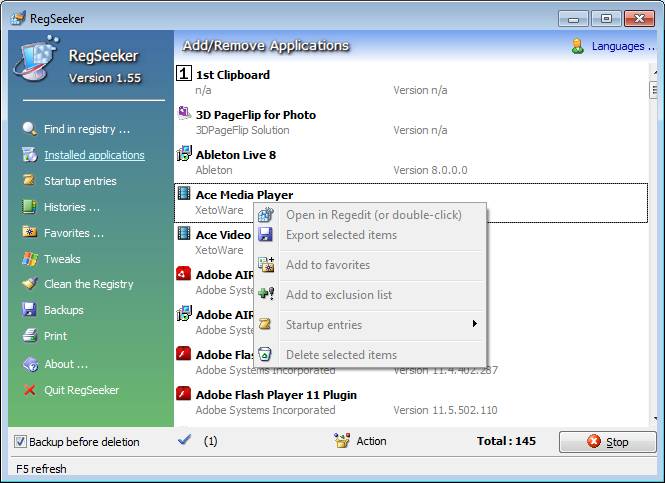 RegSeeker
RegSeeker
Version 1.55
Find in registry ...
Installed applications
Startup entries
Histories ...
Favorites ...
Tweaks
Clean the Registry
Backups
Print
About ...
Quit RegSeeker
Add/Remove Applications
Languages ...
1st Clipboard
n/a Version n/a
3D PageFlip for Photo
3DPageFlip Solution Version n/a
Ableton Live 8
Ableton Version 8.0.0.0
Ace Media Player
XetoWare
Ace Video
XetoWare
Adobe AIR
Adobe Systems
Adobe AIR
Adobe Systems
Adobe Flas
Adobe Systems Incorporated Version 11.4.402.287
Adobe Flash Player 11 Plugin
Adobe Systems Incorporated Version 11.5.502.110
Open in Regedit (or double-click)
Export selected items
Add to favorites
Add to exclusion list
Startup entries
Delete selected items
Backup before deletion
(1)
Action
Total : 145
Stop
F5 refresh